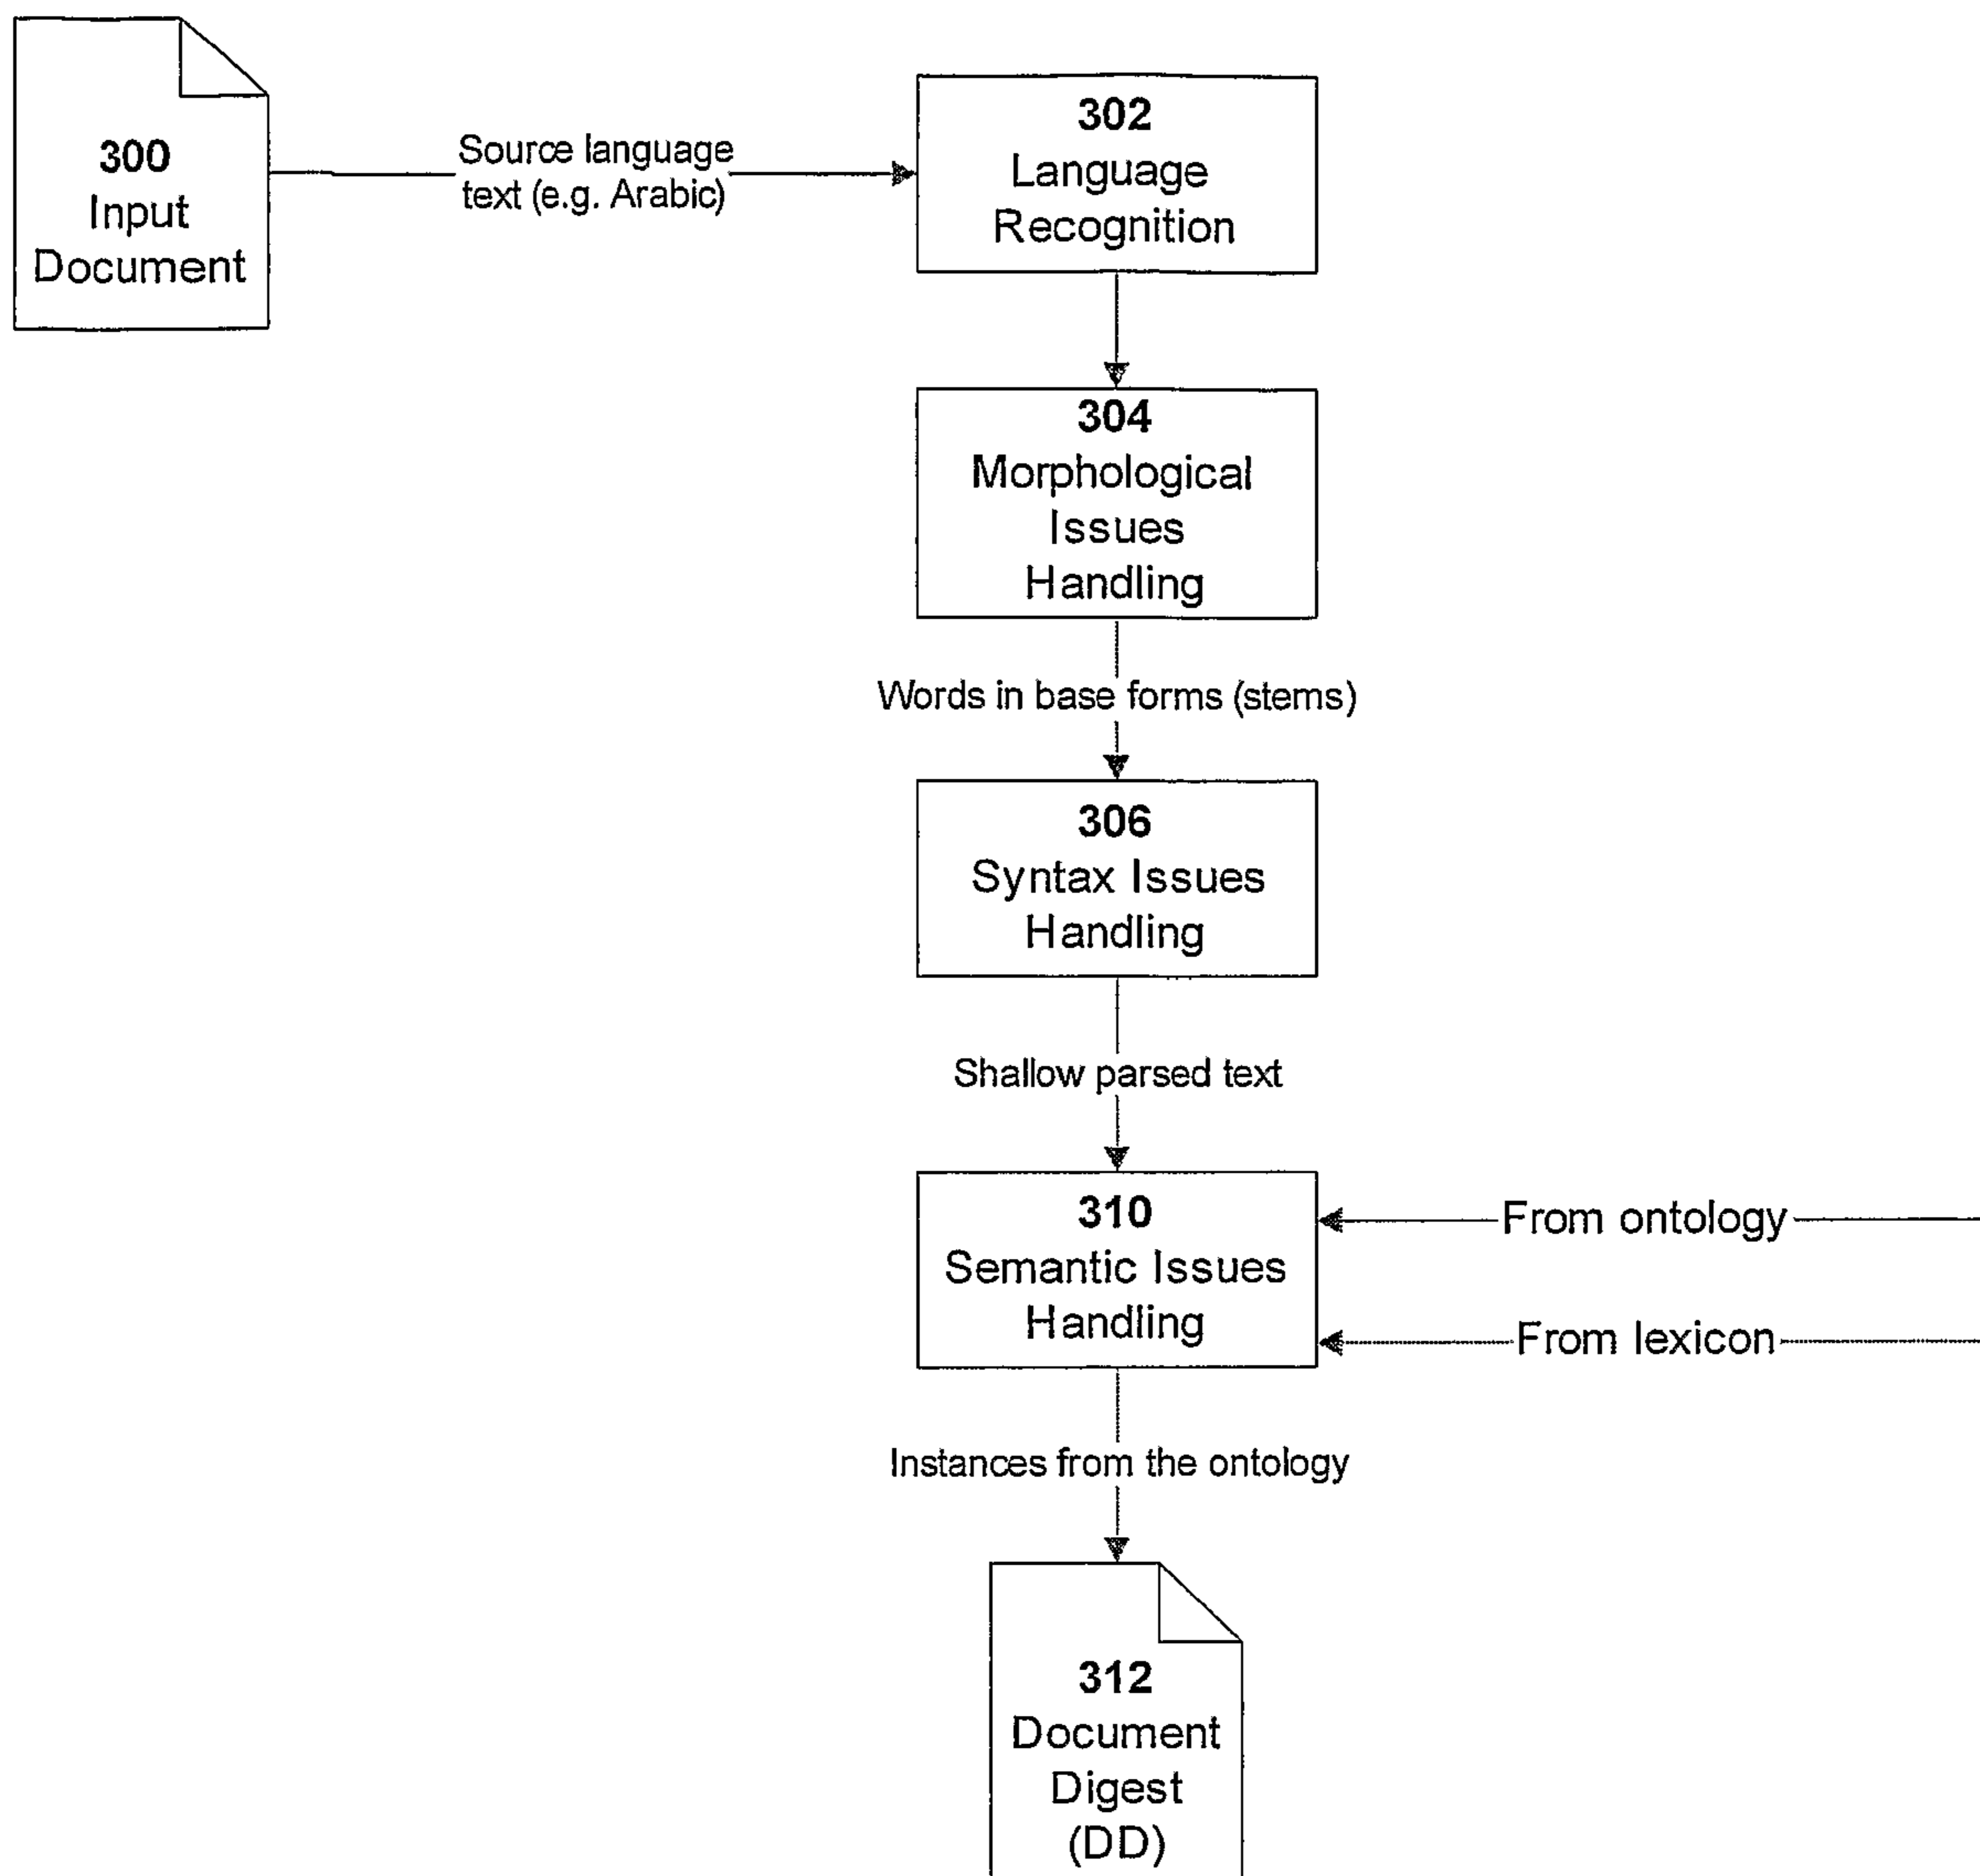 300
Input
Document
Source language
text (e.g. Arabic)
302
Language
Recognition
304
Morphological
Issues
Handling
Words in base forms (stems)
306
Syntax Issues
Handling
Shallow parsed text
310
Semantic Issues
Handling
From ontology
From lexicon
Instances from the ontology
312
Document
Digest
(DD)